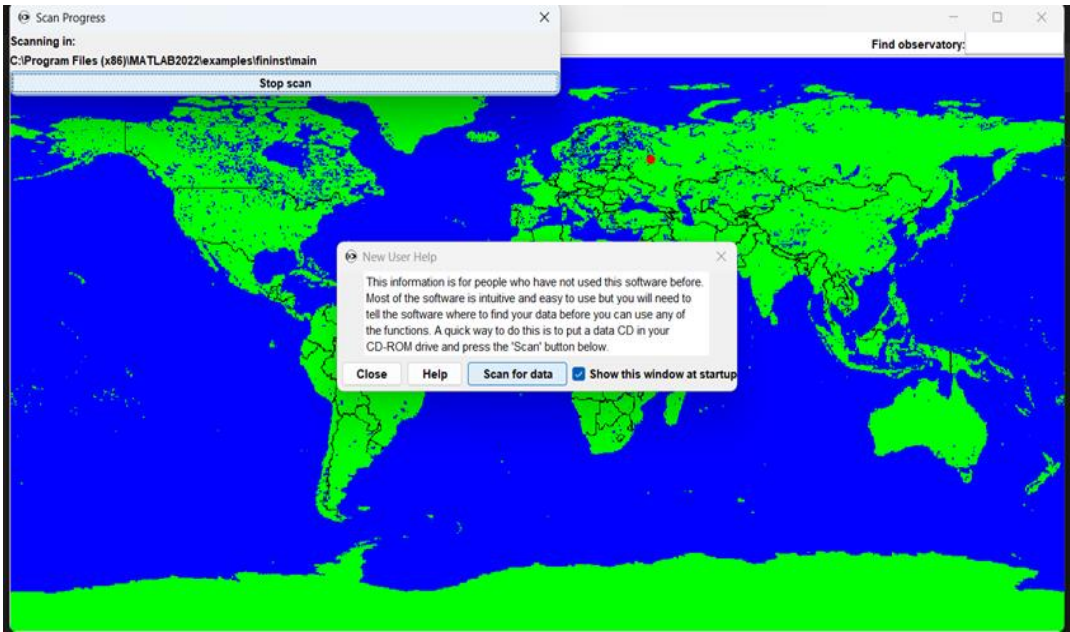 Scan Progress
Scanning in:
C:\Program Files (x86)\MATLAB2022\examples\fininst\main
Stop scan
Find observatory:
New User Help
This information is for people who have not used this software before.
Most of the software is intuitive and easy to use but you will need to
tell the software where to find your data before you can use any of
the functions. A quick way to do this is to put a data CD in your
CD-ROM drive and press the 'Scan' button below.
Close Help Scan for data Show this window at startup